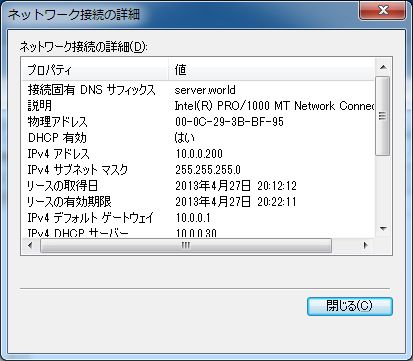 ネットワーク接続の詳細
ネットワーク接続の詳細(D):
プロパティ 値
接続固有 DNS サフィックス server.world
説明 Intel(R) PRO/1000 MT Network Connec
物理アドレス 00-0C-29-3B-BF-95
DHCP 有効 はい
IPv4 アドレス 10.0.0.200
IPv4 サブネット マスク 255.255.255.0
リースの取得日 2013年4月27日 20:12:12
リースの有効期限 2013年4月27日 20:22:11
IPv4 デフォルト ゲートウェイ 10.0.0.1
IPv4 DHCP サーバー 10.0.0.30
閉じる(C)